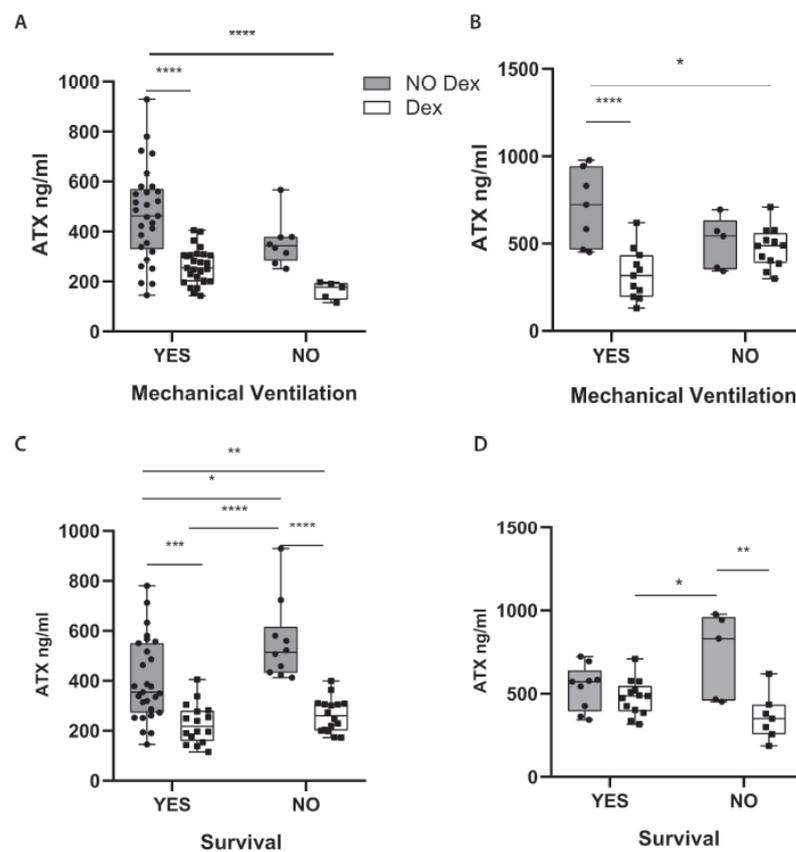 A
****
****
1000
800
600
400
200
0
ATX ng/ml
YES
NO
Mechanical Ventilation
NO Dex
Dex
B
*
****
1500
1000
500
0
ATX ng/ml
YES
NO
Mechanical Ventilation
C
**
*
****
****
***
1000
800
600
400
200
0
ATX ng/ml
YES
NO
Survival
D
**
*
1500
1000
500
0
ATX ng/ml
YES
NO
Survival